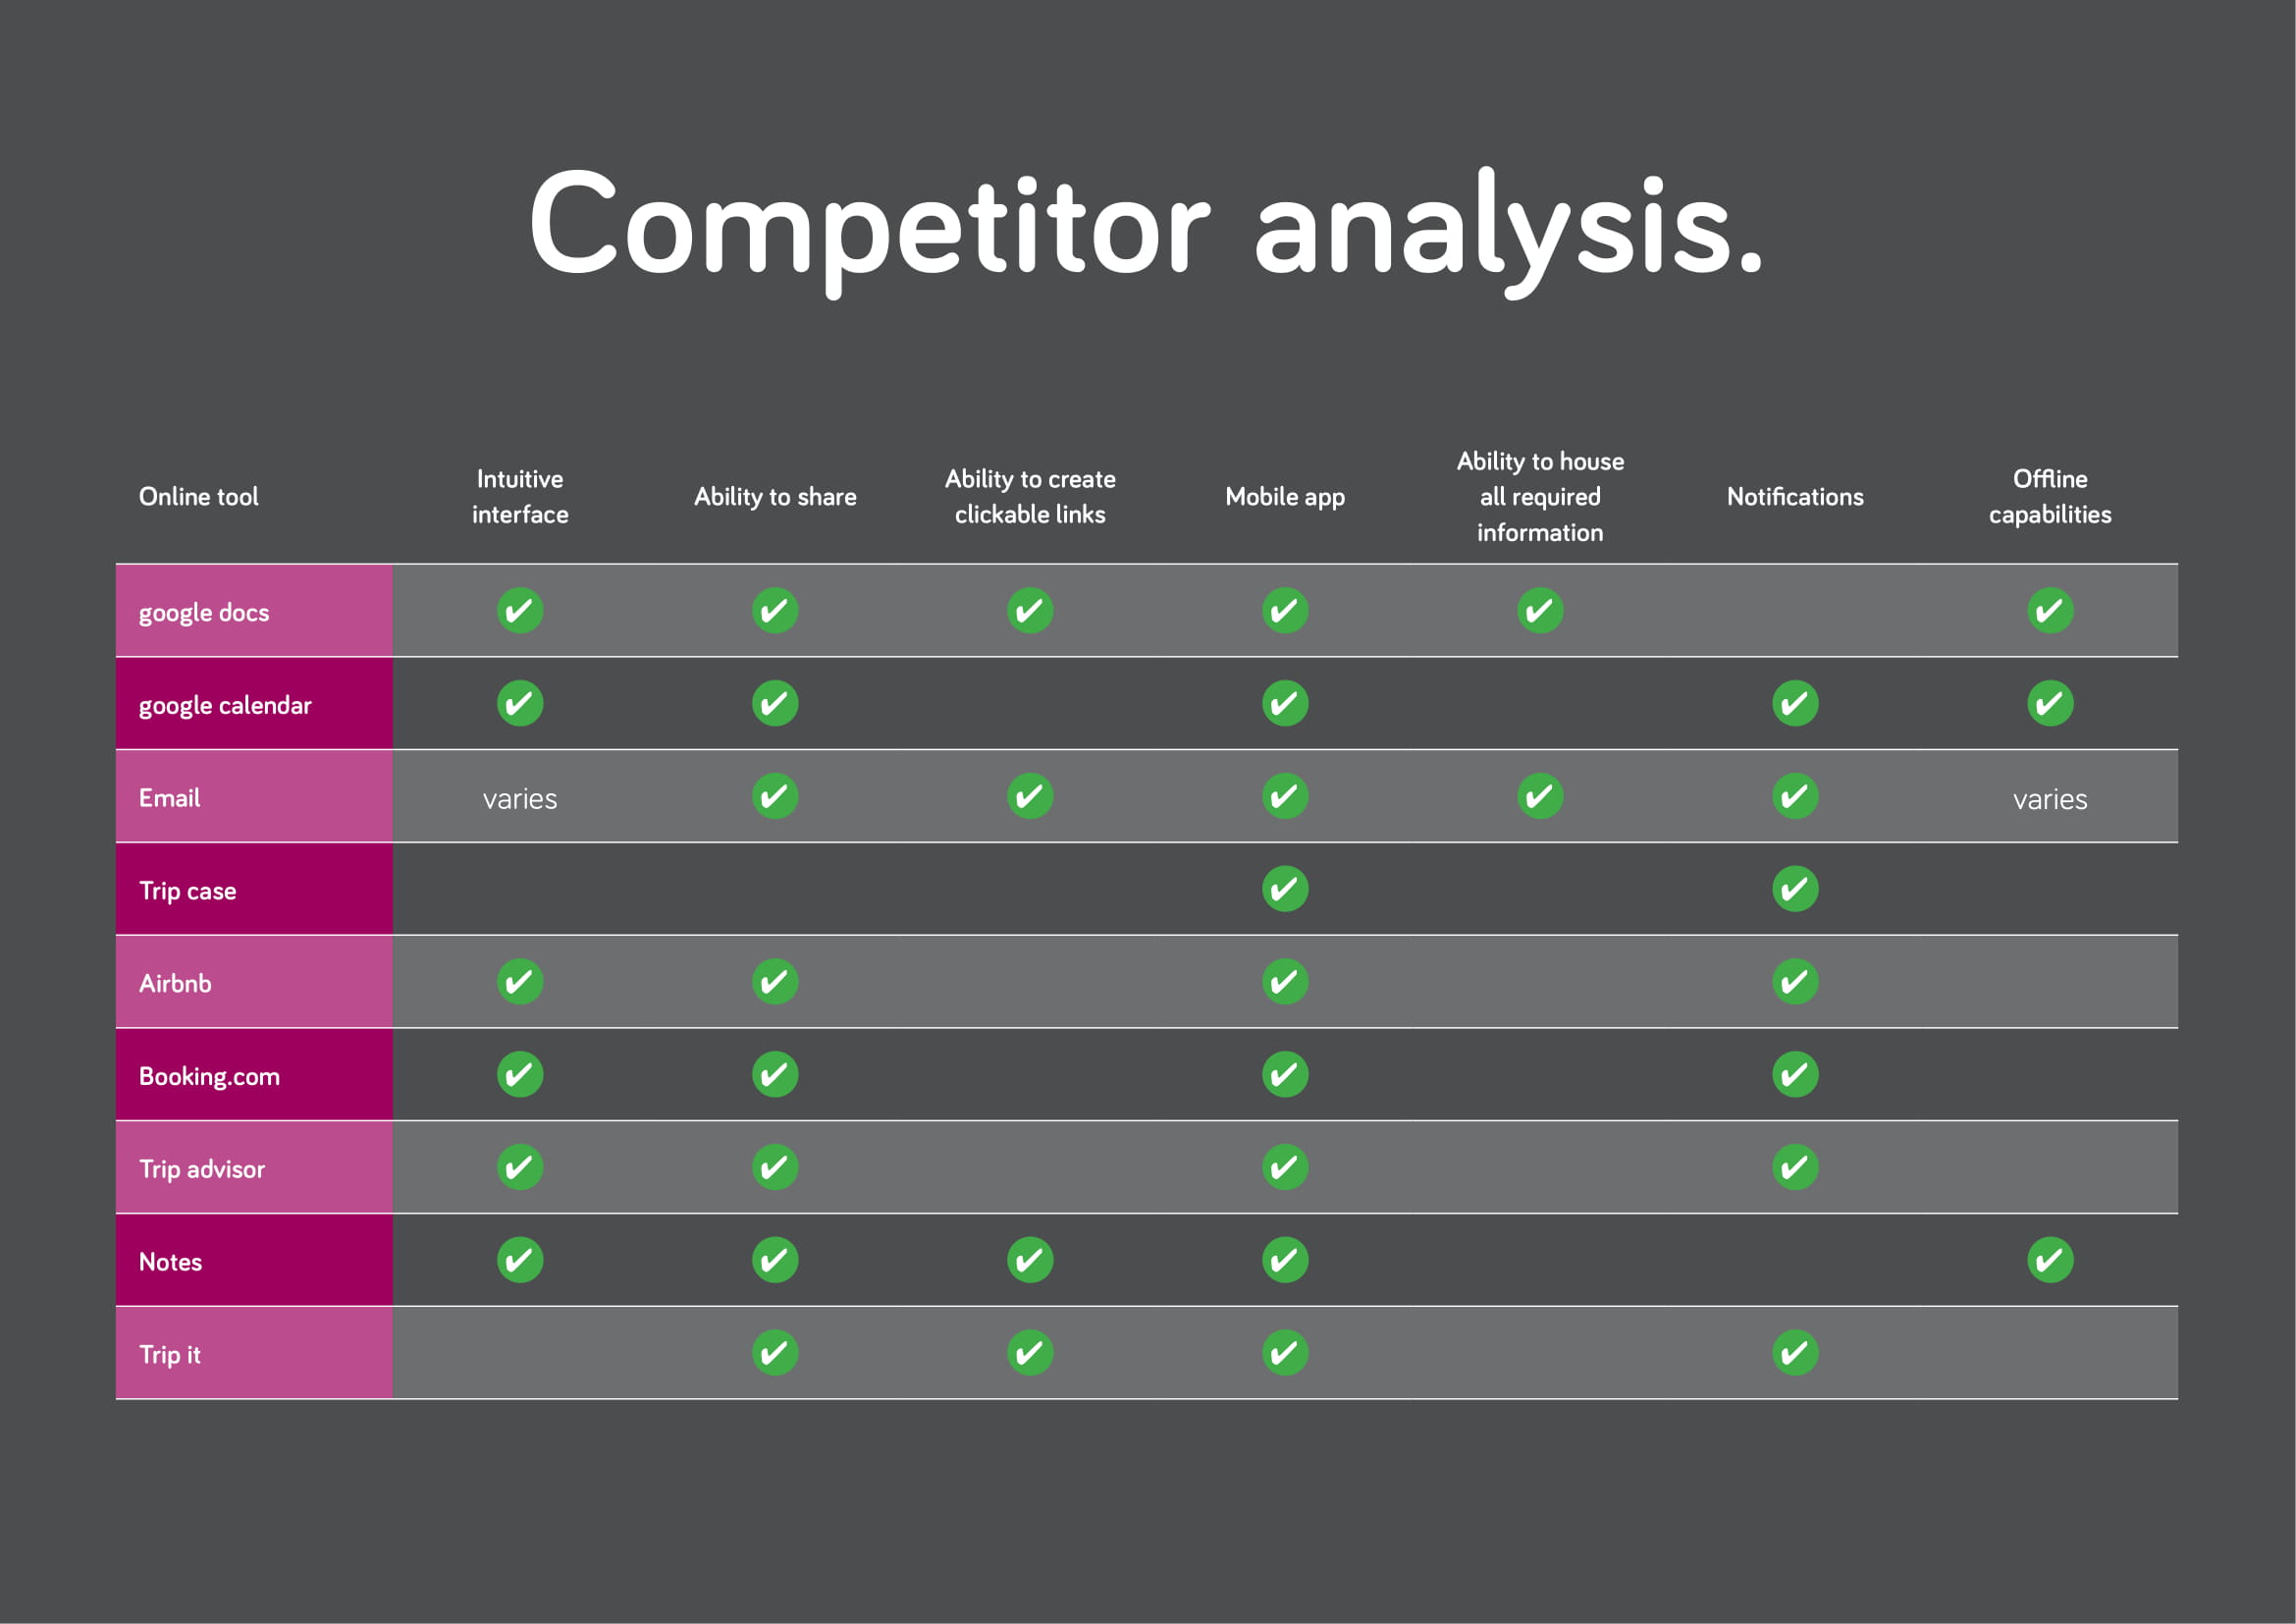 Competitor analysis.
Online tool
Intuitive
interface
Ability to share
Ability to create
clickable links
Mobile app
Ability to house
all required
information
Notifications
Offline
capabilities
google docs
google calendar
Email
varies
varies
Trip case
Airbnb
Booking.com
Trip advisor
Notes
Trip it